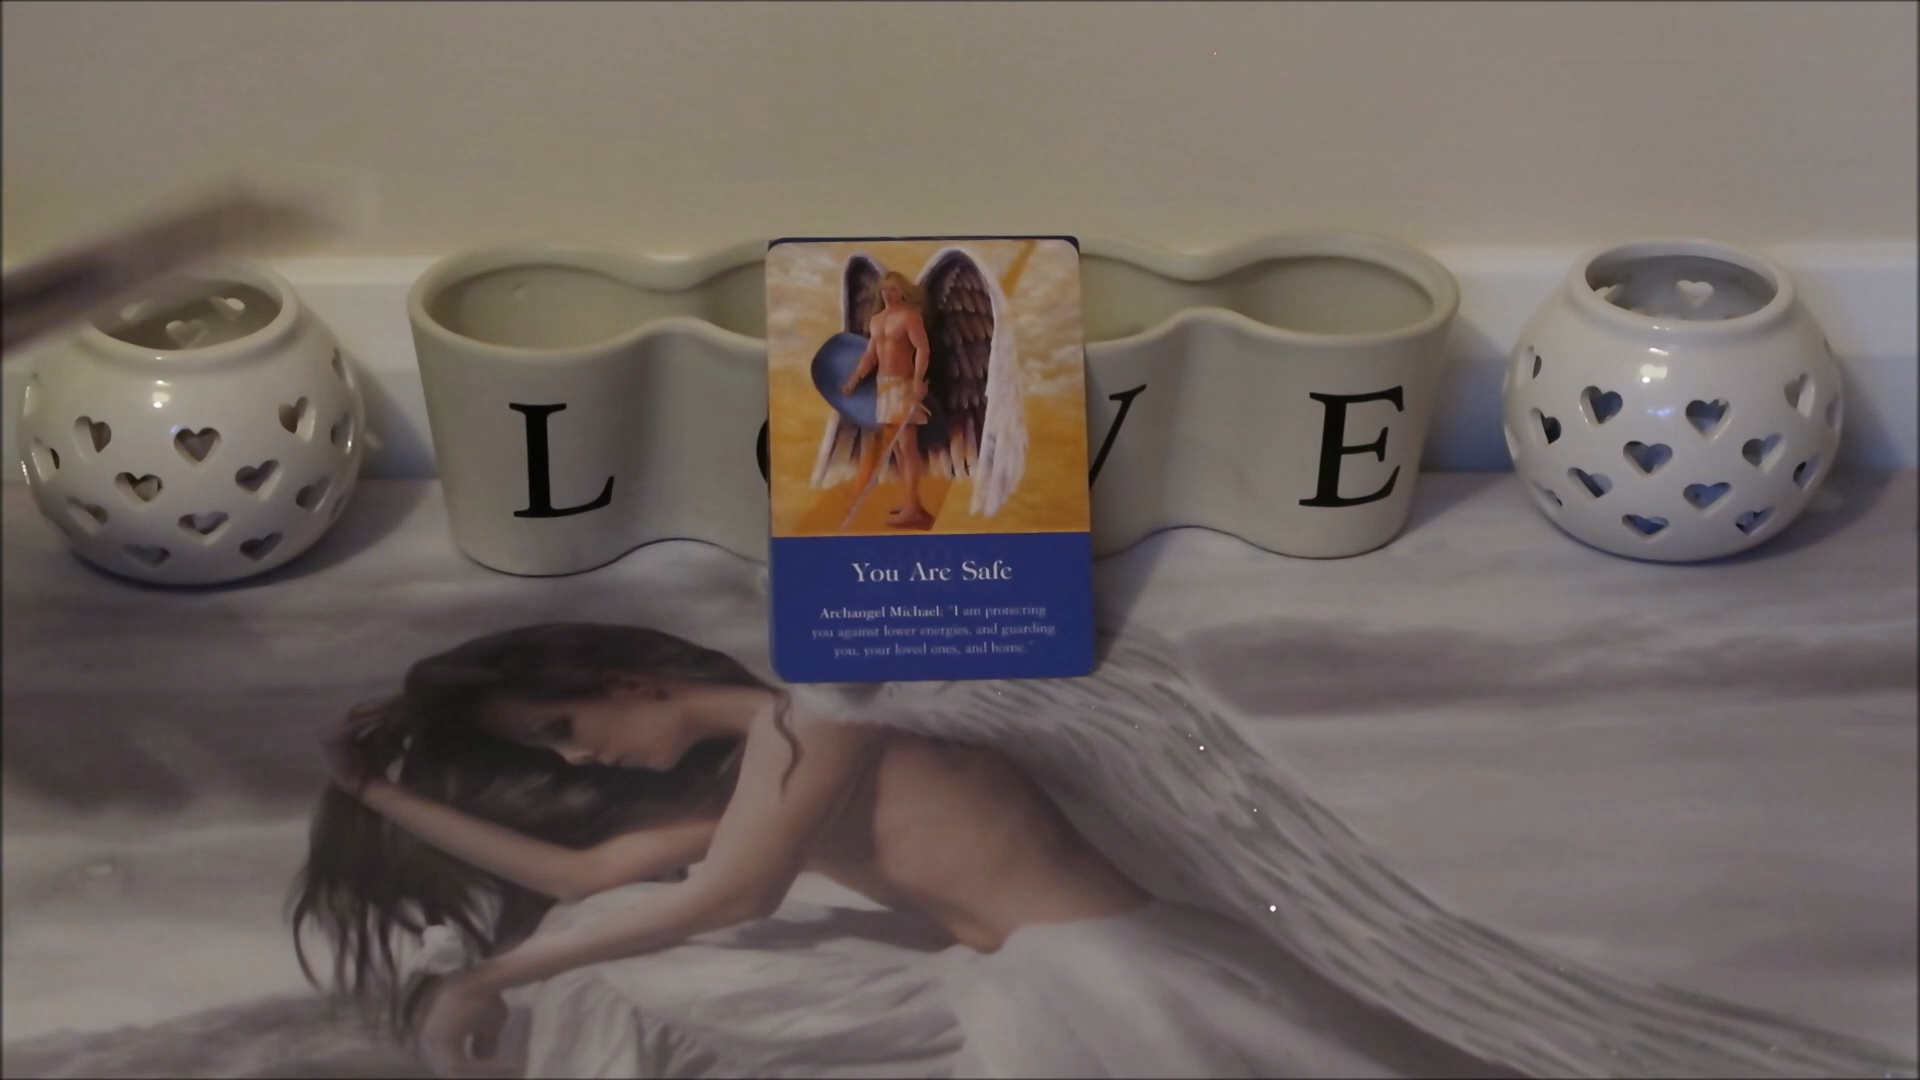 L V E
You Are Safe
Archangel Michael: "I am protecting
you against lower energies, and guarding
you, your loved ones, and home."